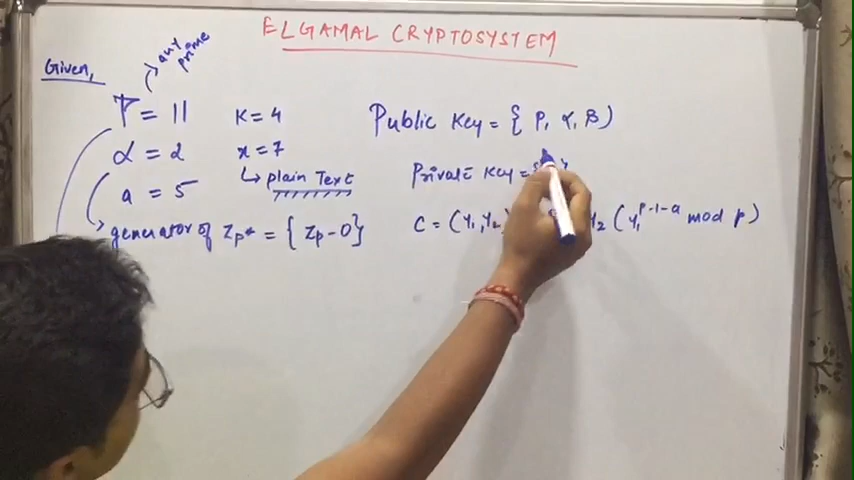 ELGAMAL CRYPTOSYSTEM
Given,
any prime
P = 11
K = 4
α = 2
x = 7
plain Text
a = 5
generator of Zp* = { Zp - 0 }
Public Key = { P, α, β )
Private Key =
C = (Y₁, Y₂) Y₂ ( Y₁^p-1-a mod p )